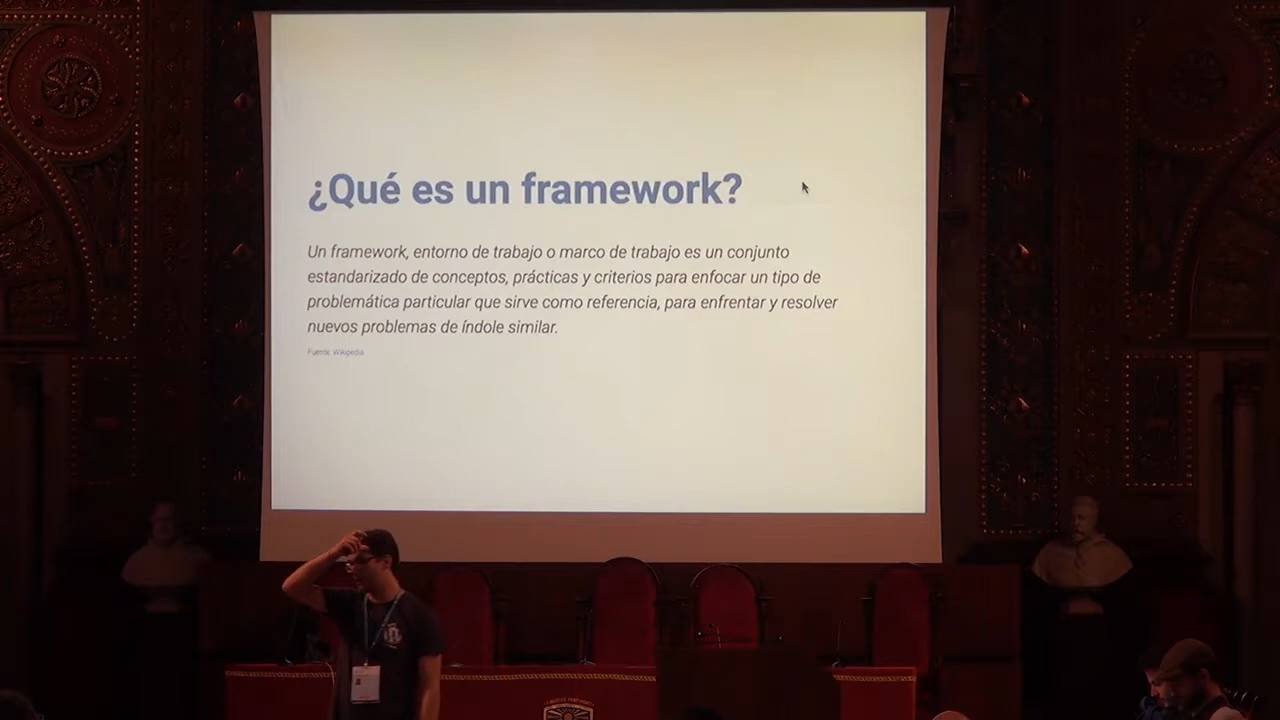 ¿Qué es un framework?
Un framework, entorno de trabajo o marco de trabajo es un conjunto
estandarizado de conceptos, prácticas y criterios para enfocar un tipo de
problemática particular que sirve como referencia, para enfrentar y resolver
nuevos problemas de índole similar.
Fuente: Wikipedia